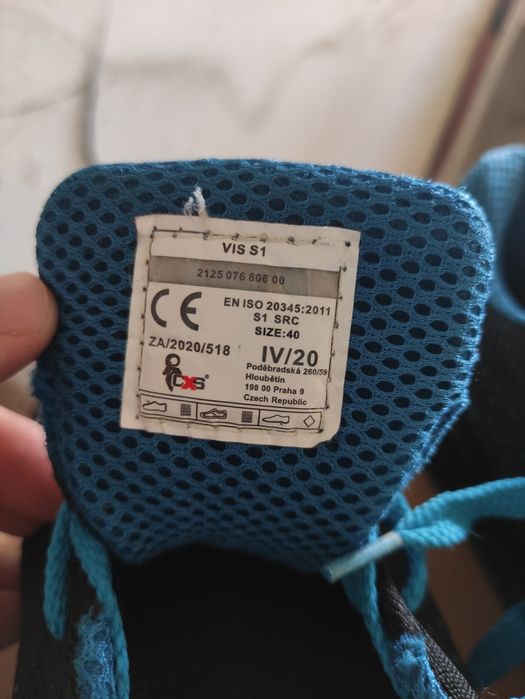 VIS S1
2125 076 806 00
CE
EN ISO 20345:2011
S1 SRC
SIZE:40
ZA/2020/518
IV/20
CXS®
Poděbradská 260/59
Hloubětín
198 00 Praha 9
Czech Republic